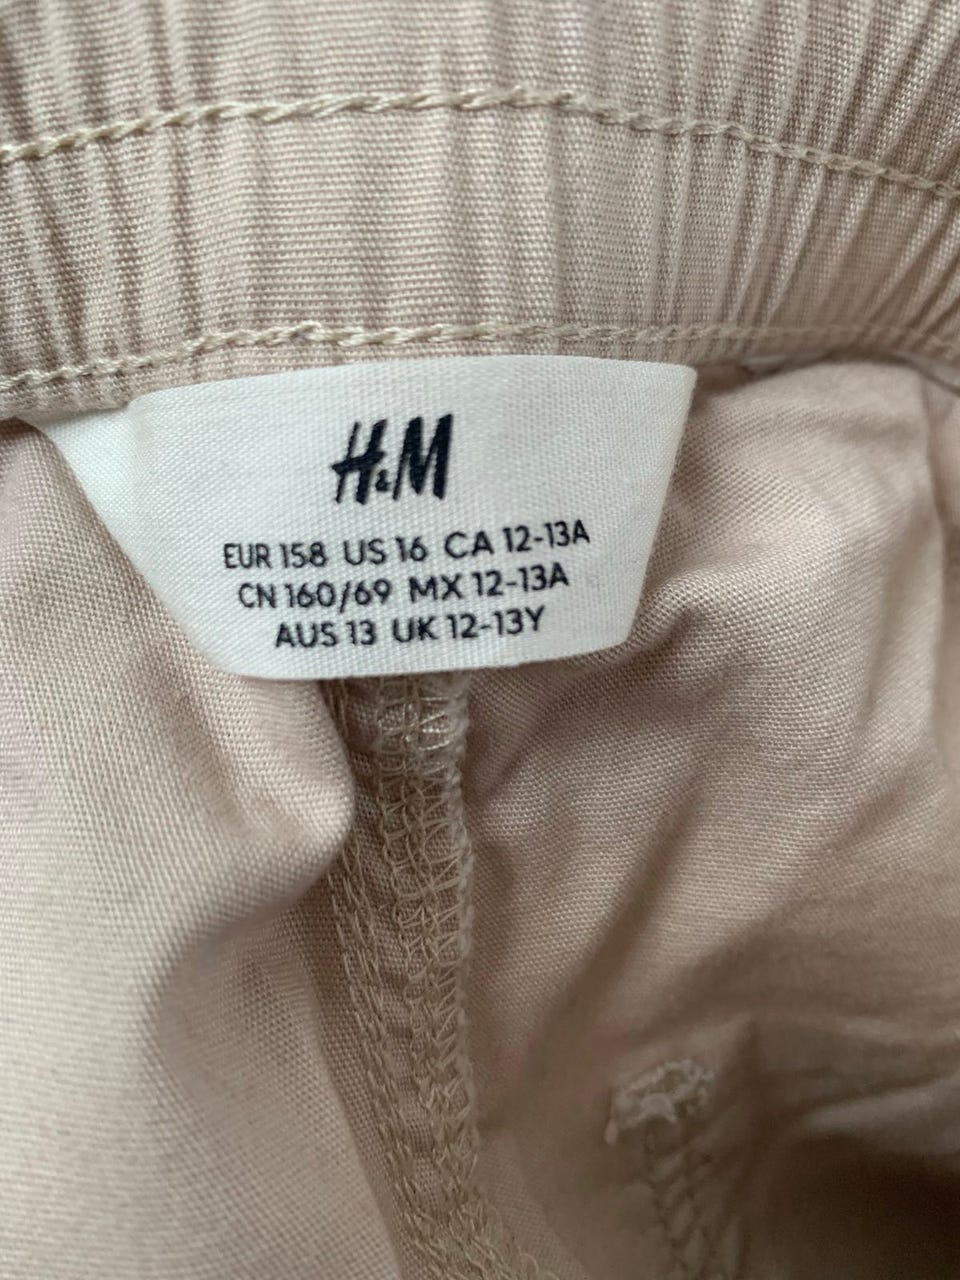 H&M
EUR 158 US 16 CA 12-13A
CN 160/69 MX 12-13A
AUS 13 UK 12-13Y